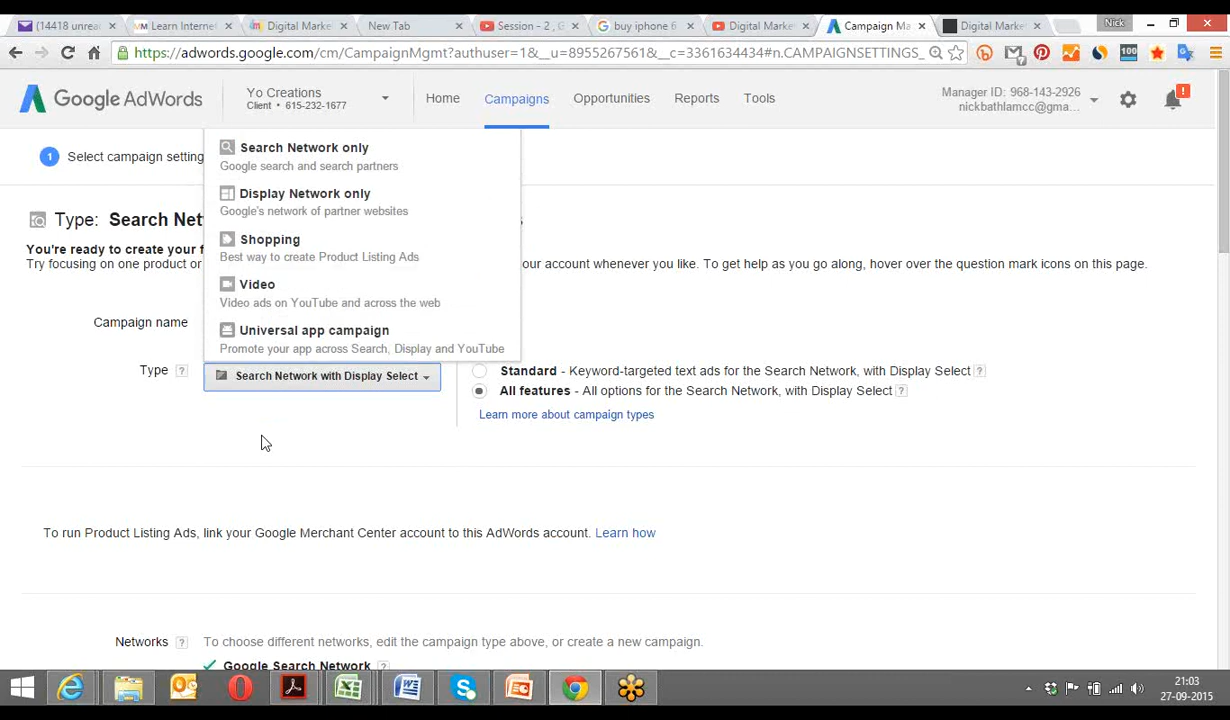 (14418 unrea
Learn Internet
Digital Marke
New Tab
Session - 2 ,
buy iphone 6
Digital Market
Campaign Ma
Digital Marke
Nick
https://adwords.google.com/cm/CampaignMgmt?authuser=1&__u=89552675561&__c=3361634434#n.CAMPAIGNSETTINGS_
100
Google AdWords
Yo Creations
Client • 615-232-1677
Home
Campaigns
Opportunities
Reports
Tools
Manager ID: 968-143-2926
nickbathlamcc@gma...
1 Select campaign setting
Search Network only
Google search and search partners
Display Network only
Google's network of partner websites
Shopping
Best way to create Product Listing Ads
Video
Video ads on YouTube and across the web
Universal app campaign
Promote your app across Search, Display and YouTube
Type: Search Net
You're ready to create your f
Try focusing on one product or
our account whenever you like. To get help as you go along, hover over the question mark icons on this page.
Campaign name
Type ?
Search Network with Display Select
Standard - Keyword-targeted text ads for the Search Network, with Display Select ?
All features - All options for the Search Network, with Display Select ?
Learn more about campaign types
To run Product Listing Ads, link your Google Merchant Center account to this AdWords account. Learn how
Networks ? To choose different networks, edit the campaign type above, or create a new campaign.
Google Search Network ?
21:03
27-09-2015